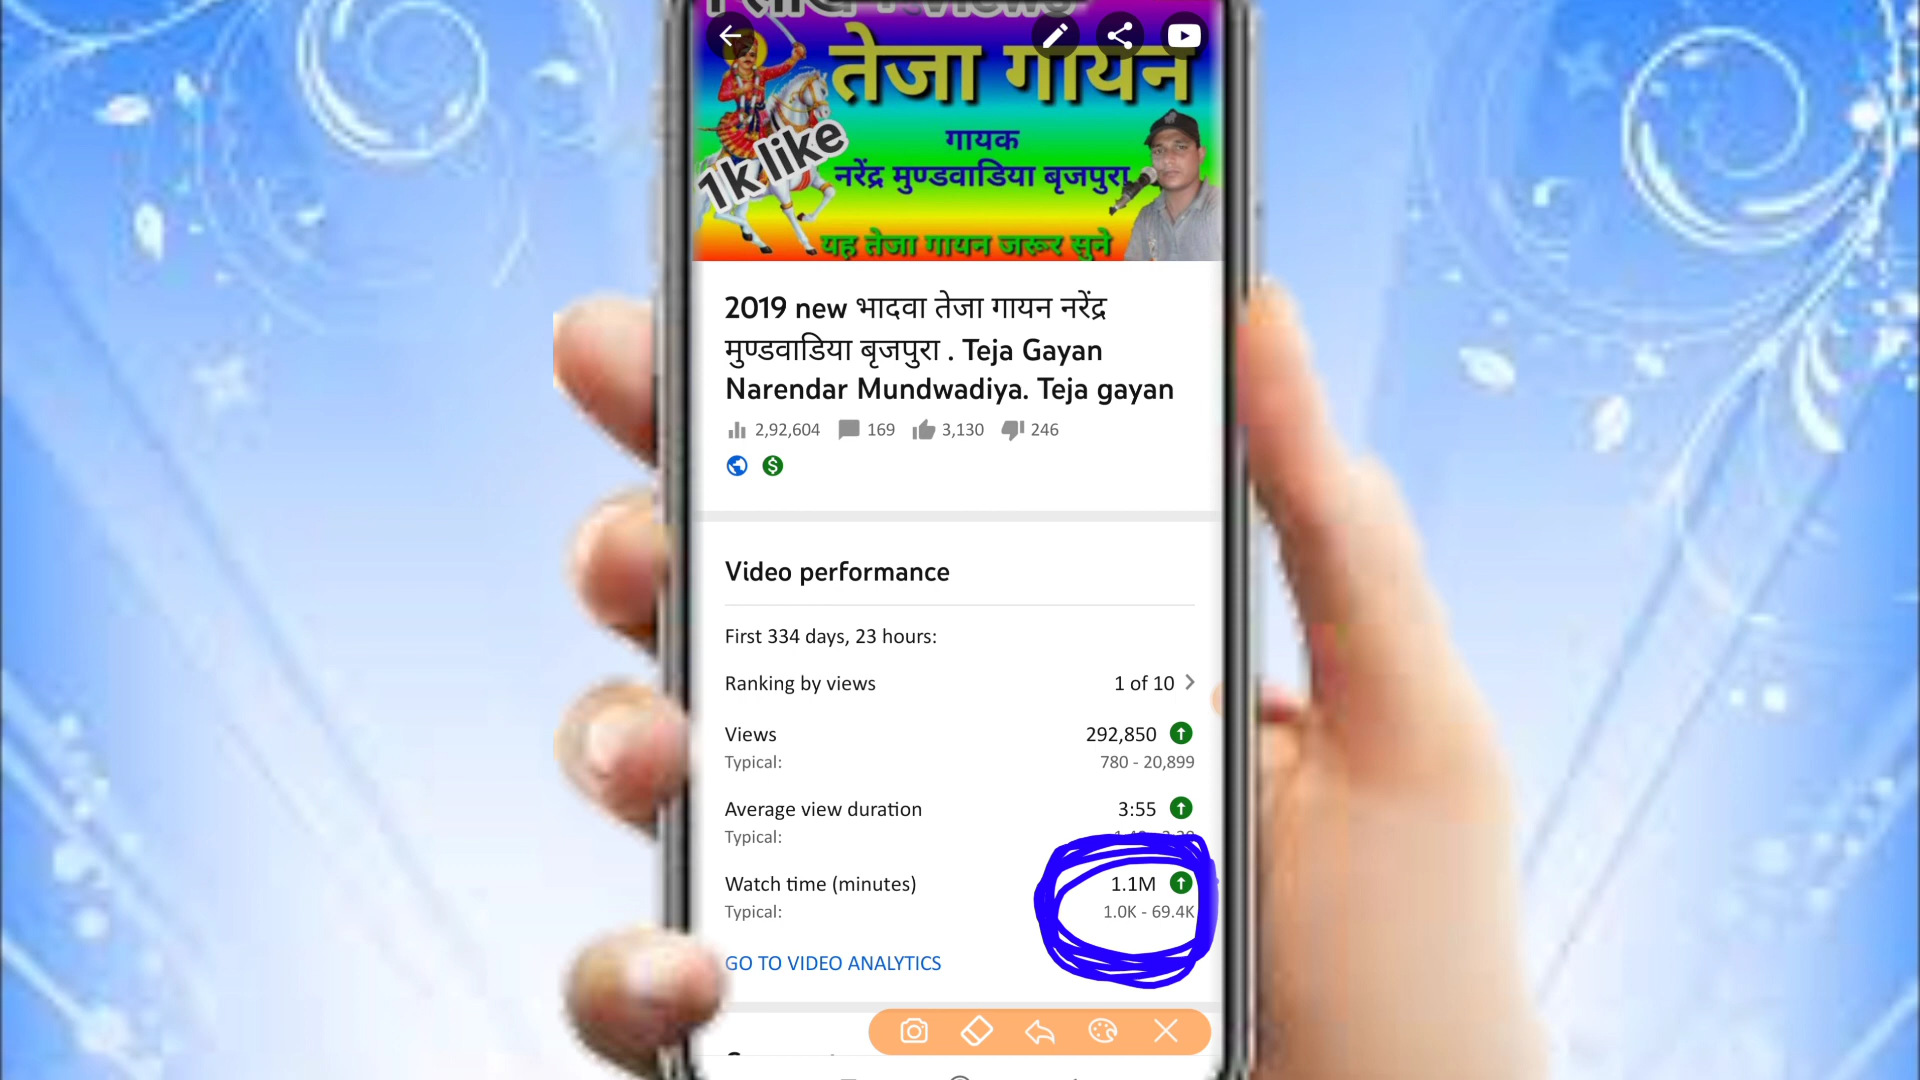 तेजा गायन
1k like
गायक
नरेंद्र मुण्डवाडिया बृजपुरा
यह तेजा गायन जरूर सुने
2019 new भादवा तेजा गायन नरेंद्र
मुण्डवाडिया बृजपुरा . Teja Gayan
Narendar Mundwadiya. Teja gayan
2,92,604 169 3,130 246
Video performance
First 334 days, 23 hours:
Ranking by views 1 of 10
Views 292,850
Typical: 780 - 20,899
Average view duration 3:55
Typical:
Watch time (minutes) 1.1M
Typical: 1.0K - 69.4K
GO TO VIDEO ANALYTICS